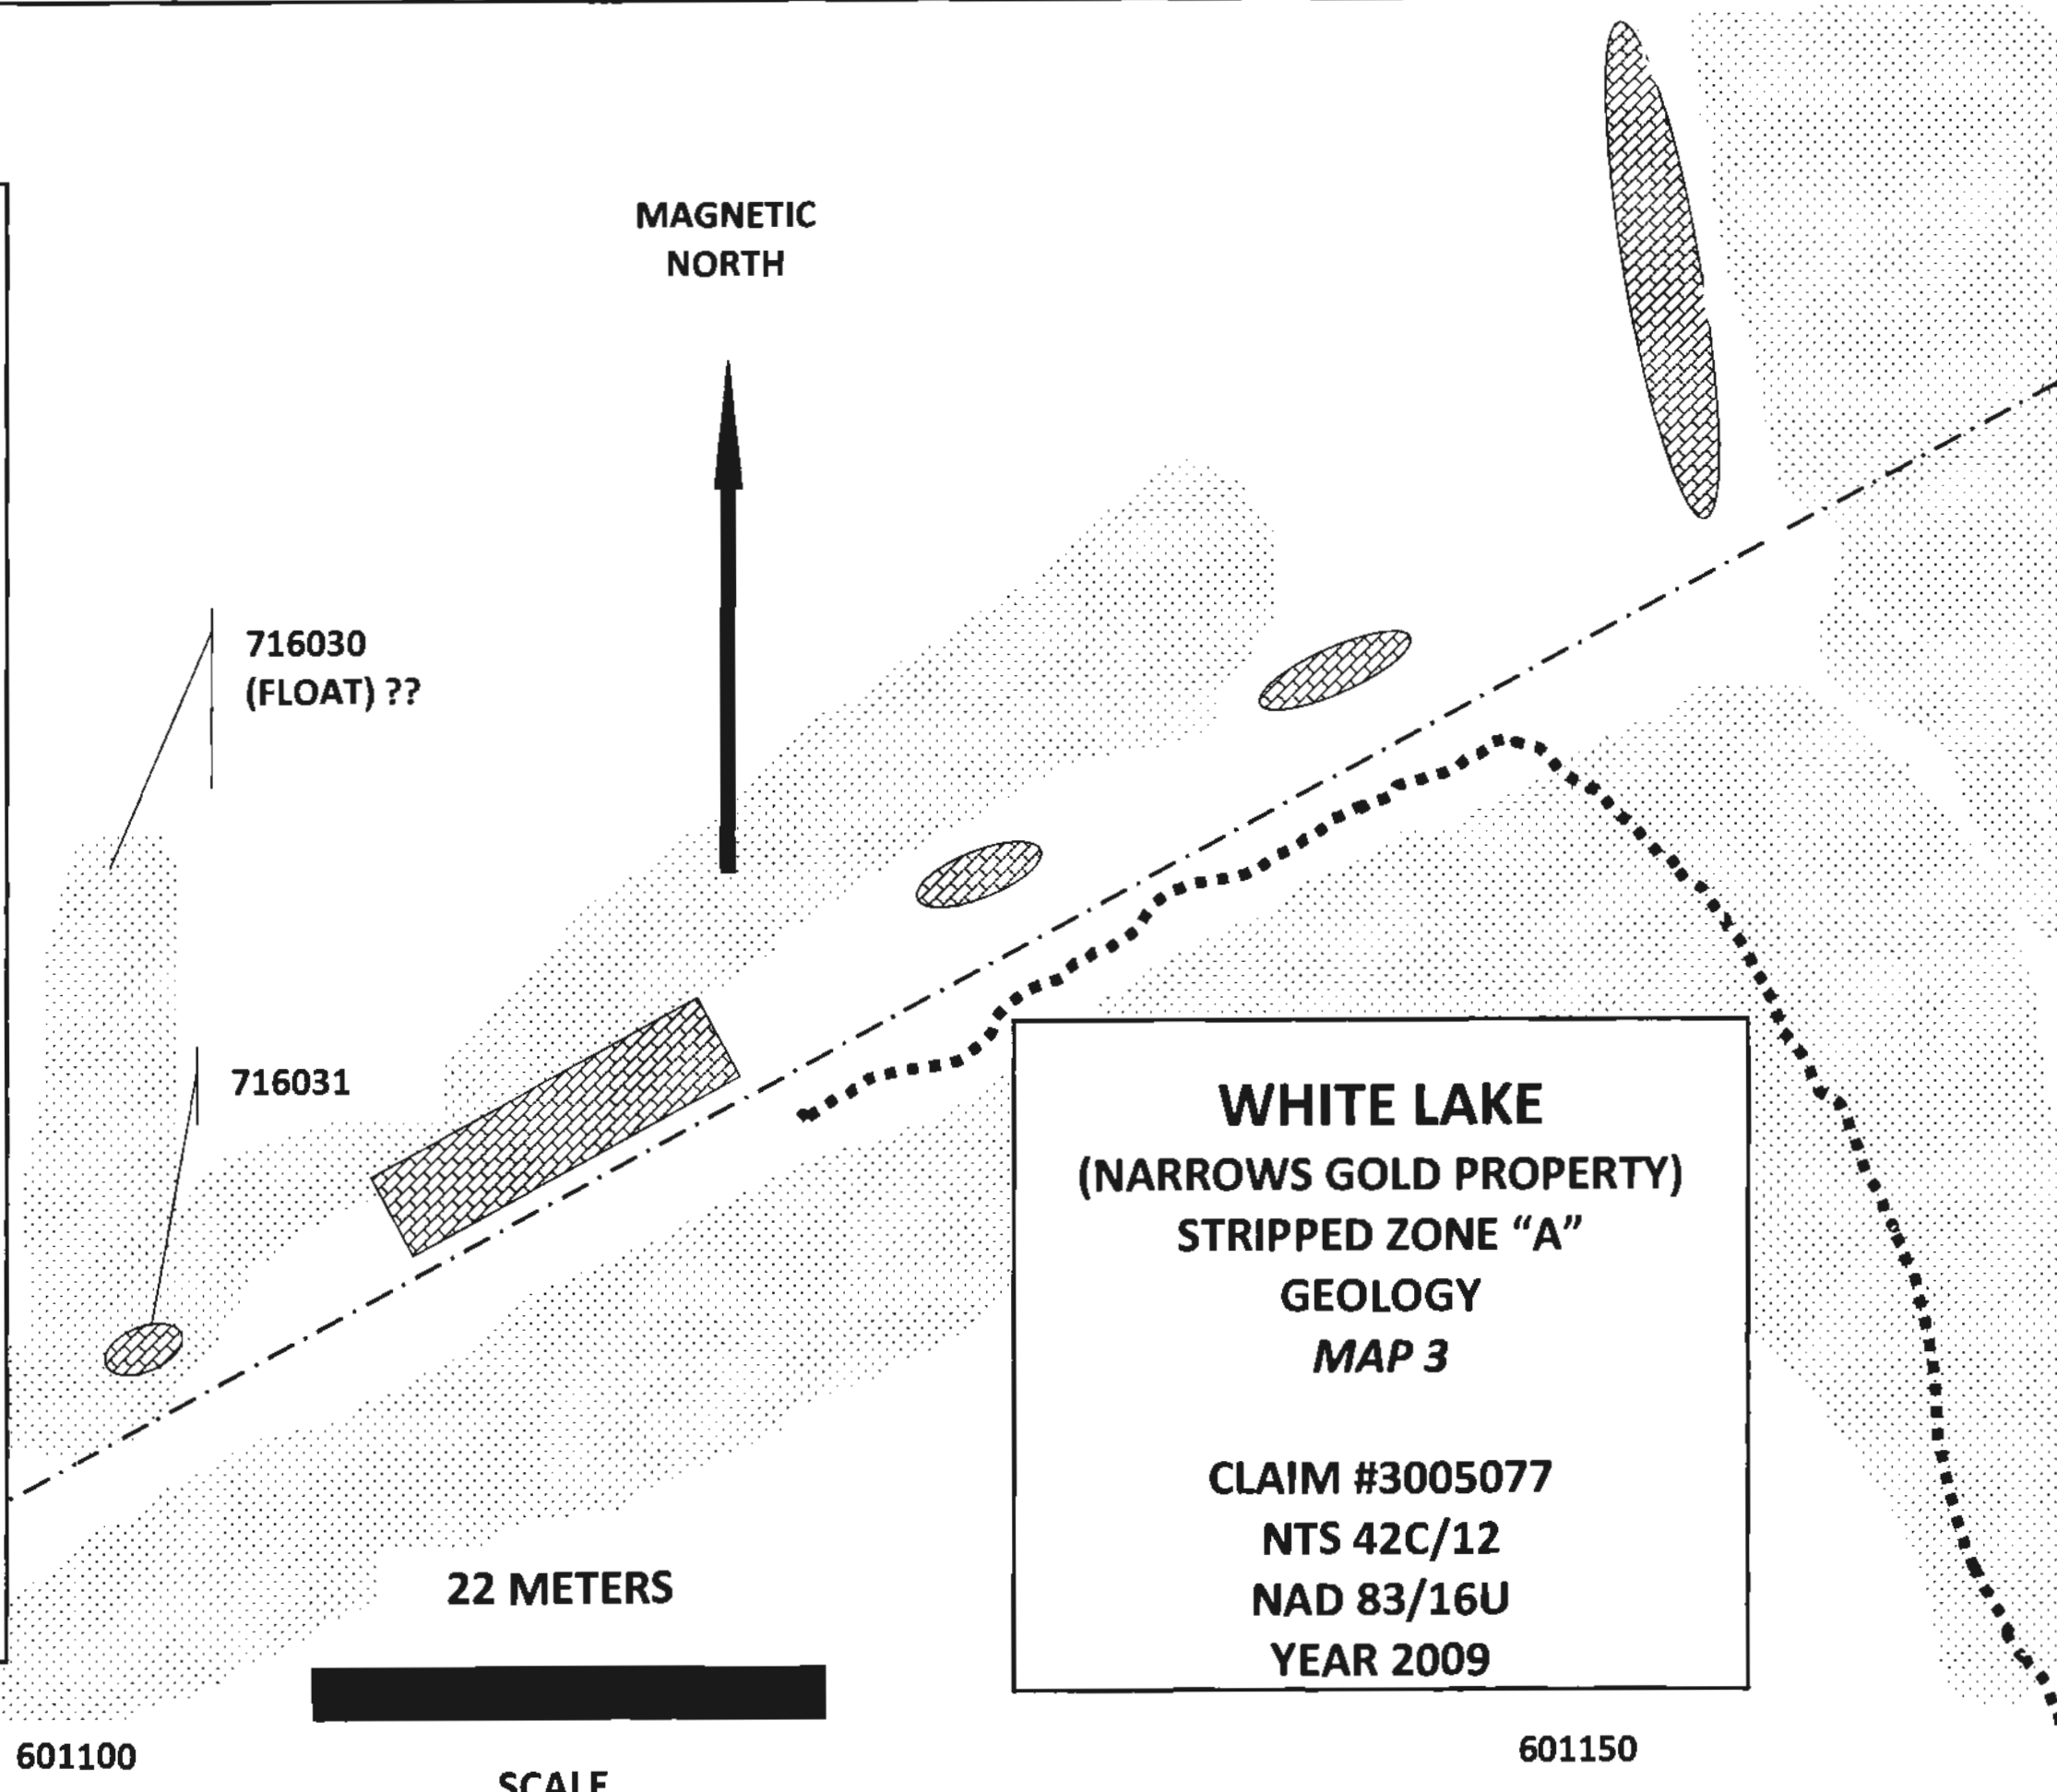 MAGNETIC
NORTH
716030
(FLOAT) ??
716031
WHITE LAKE
(NARROWS GOLD PROPERTY)
STRIPPED ZONE “A”
GEOLOGY
MAP 3
CLAIM #3005077
NTS 42C/12
NAD 83/16U
YEAR 2009
22 METERS
601100
601150
SCALE